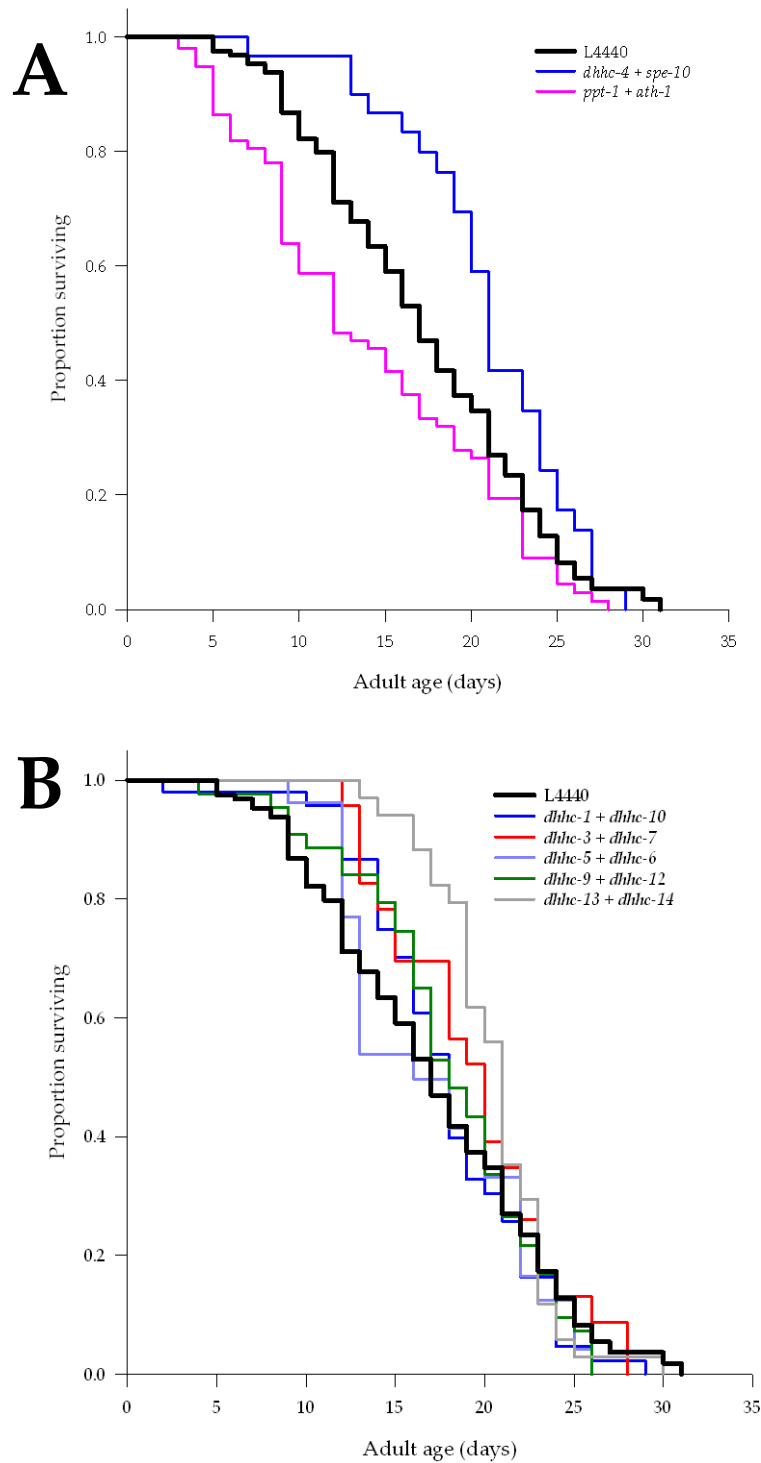 A
L4440
dhhc-4 + spe-10
ppt-1 + ath-1
1.0
0.8
0.6
0.4
0.2
0.0
Proportion surviving
0 5 10 15 20 25 30 35
Adult age (days)
B
L4440
dhhc-1 + dhhc-10
dhhc-3 + dhhc-7
dhhc-5 + dhhc-6
dhhc-9 + dhhc-12
dhhc-13 + dhhc-14
1.0
0.8
0.6
0.4
0.2
0.0
Proportion surviving
0 5 10 15 20 25 30 35
Adult age (days)